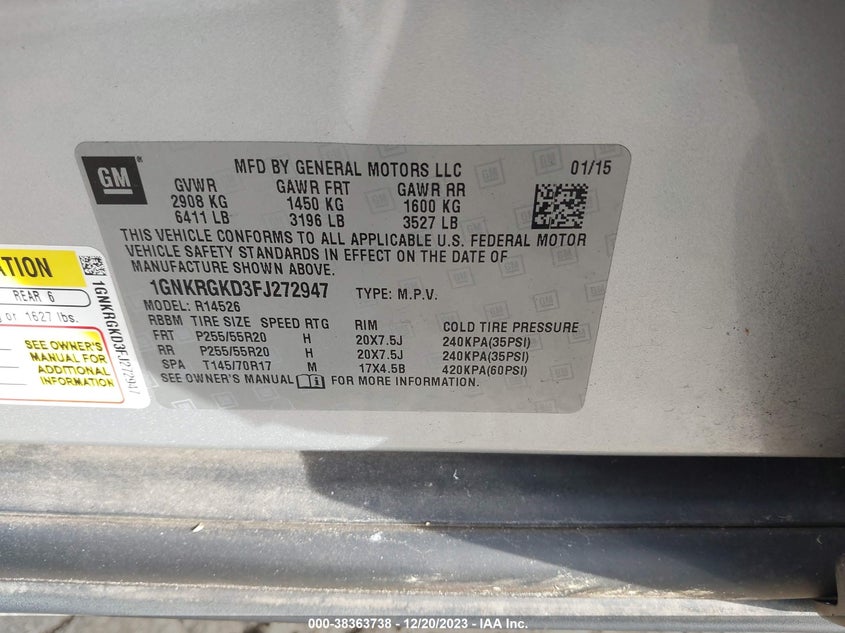 GM
MFD BY GENERAL MOTORS LLC 01/15
GVWR GAWR FRT GAWR RR
2908 KG 1450 KG 1600 KG
6411 LB 3196 LB 3527 LB
THIS VEHICLE CONFORMS TO ALL APPLICABLE U.S. FEDERAL MOTOR
VEHICLE SAFETY STANDARDS IN EFFECT ON THE DATE OF
MANUFACTURE SHOWN ABOVE.
1GNKRGKD3FJ272947 TYPE: M.P.V.
MODEL: R14526
RBBM TIRE SIZE SPEED RTG RIM COLD TIRE PRESSURE
FRT P255/55R20 H 20X7.5J 240KPA(35PSI)
RR P255/55R20 H 20X7.5J 240KPA(35PSI)
SPA T145/70R17 M 17X4.5B 420KPA(60PSI)
SEE OWNER'S MANUAL FOR MORE INFORMATION.
ATION
REAR 6
or 1627 lbs.
SEE OWNER'S
MANUAL FOR
ADDITIONAL
INFORMATION
1GNKRGKD3FJ272947
000-38363738 - 12/20/2023 - IAA Inc.